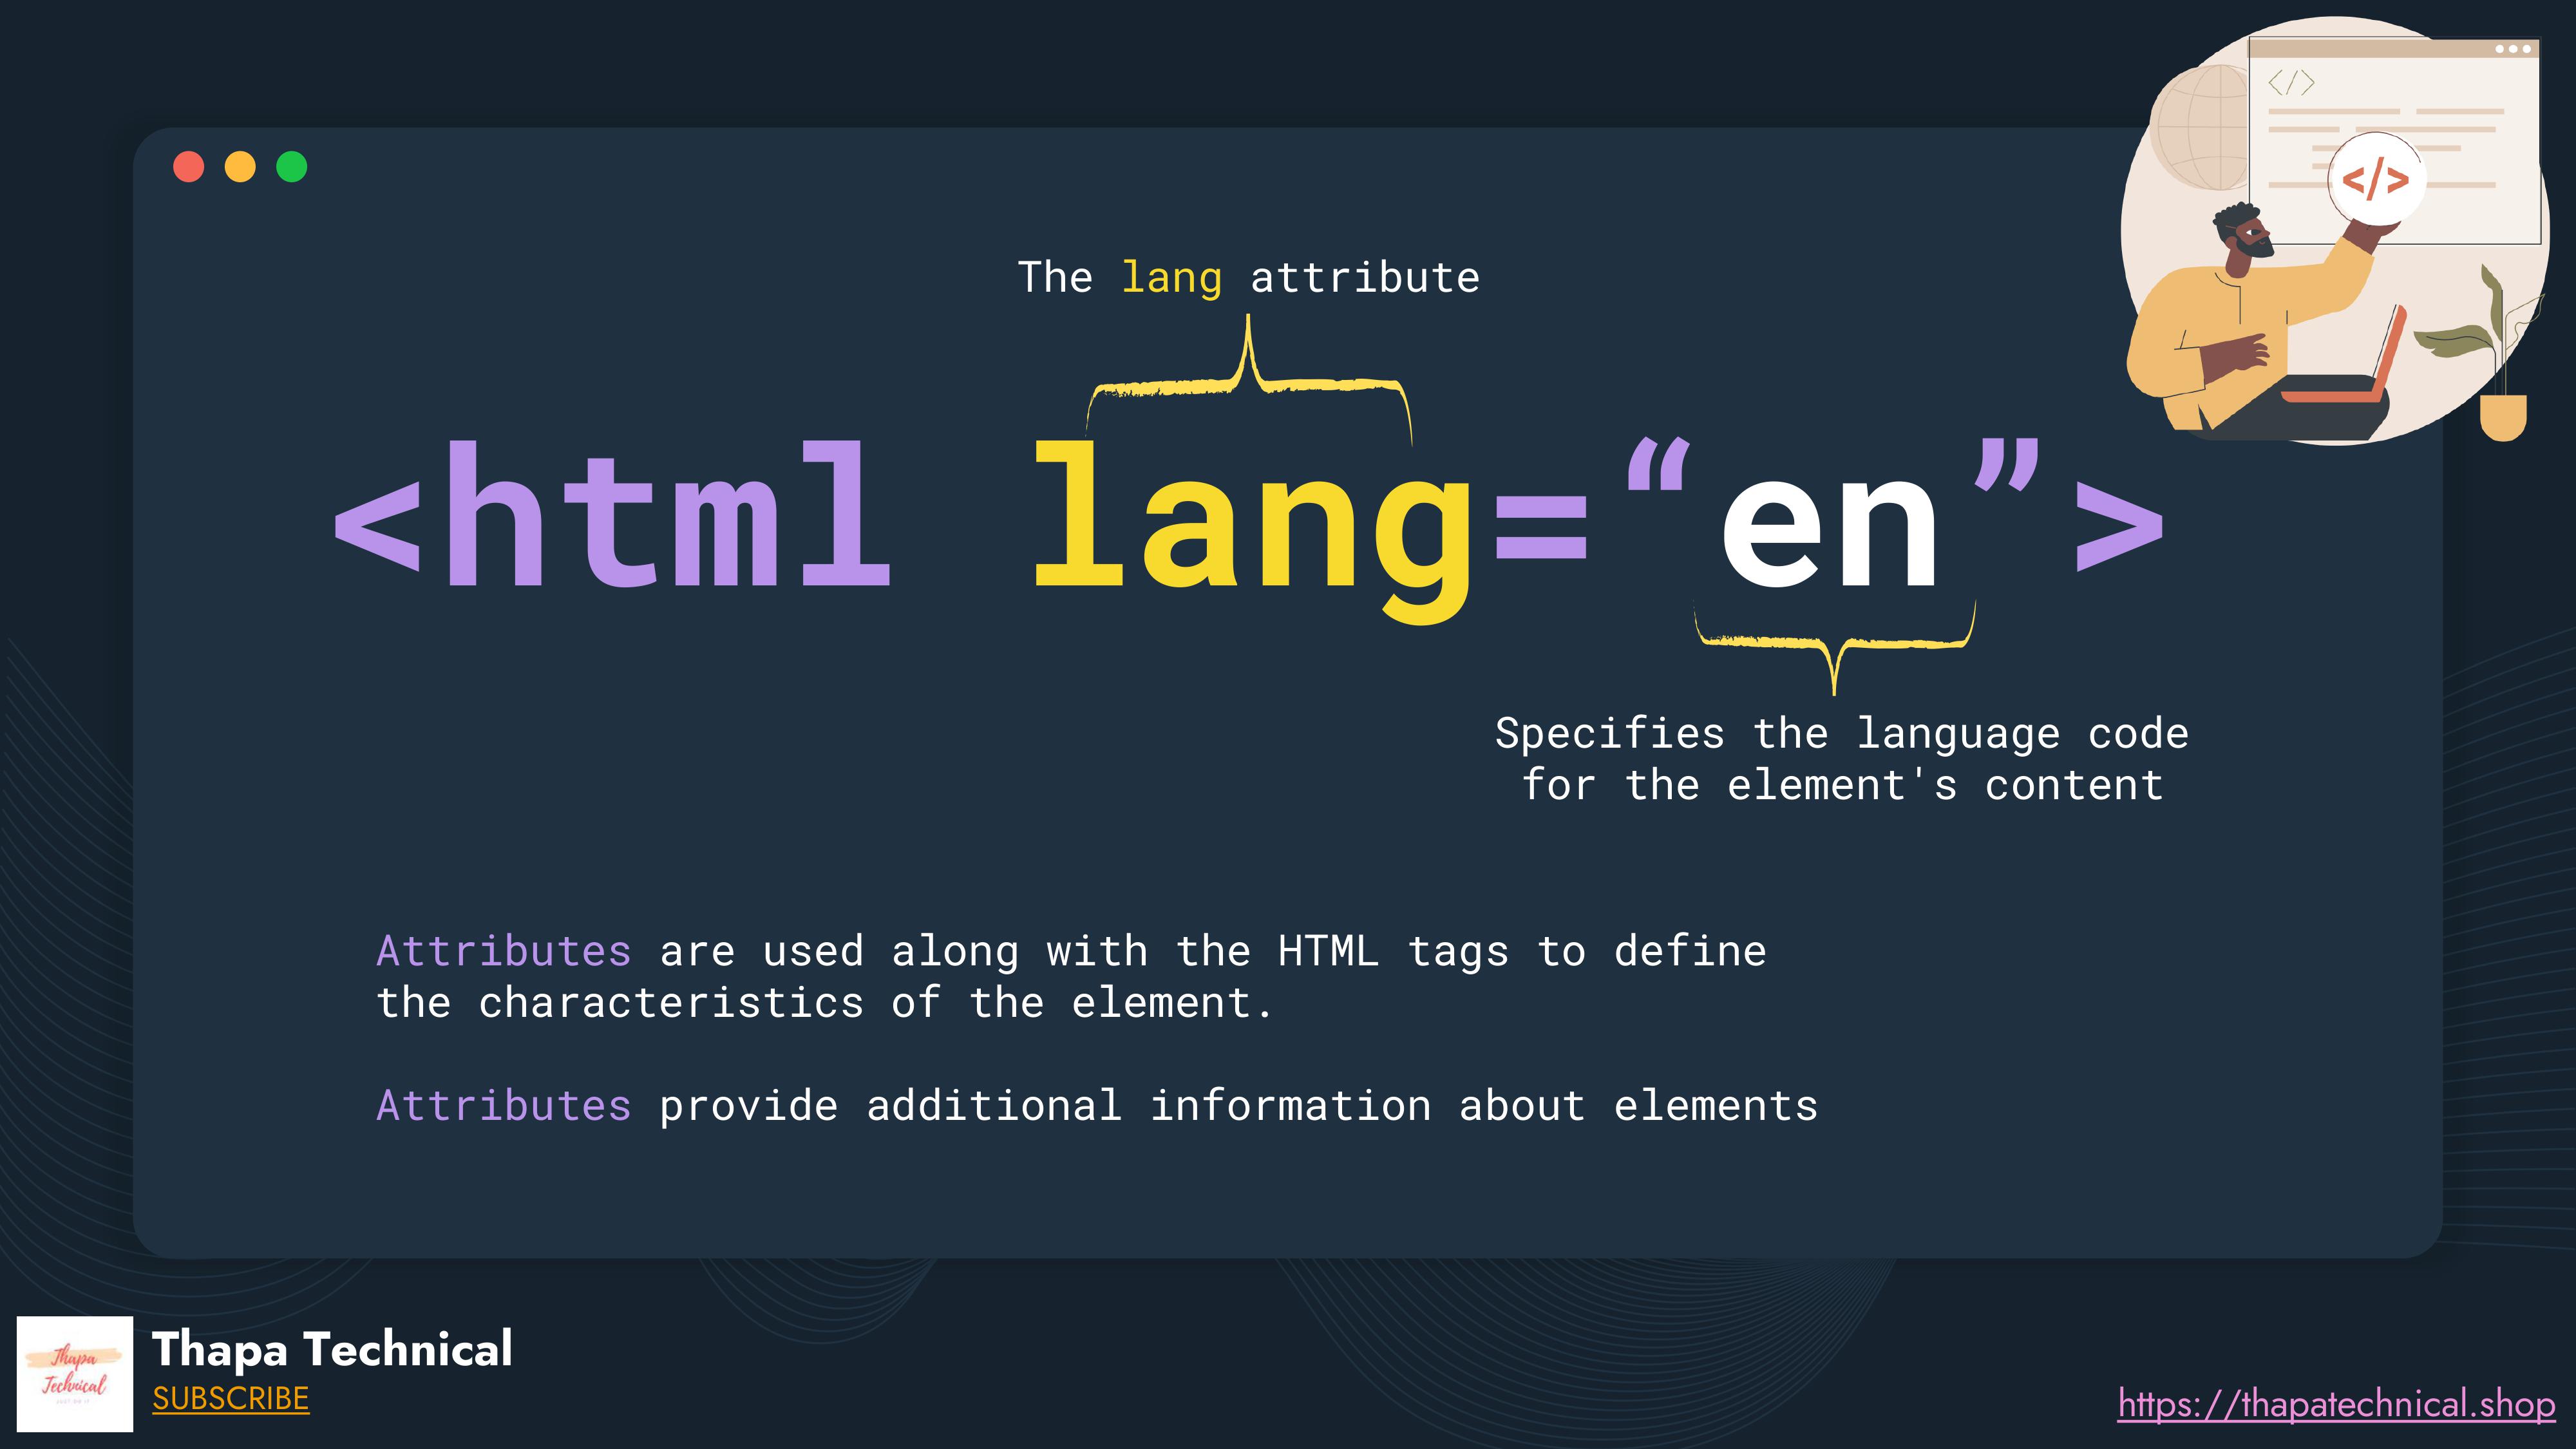 </>
The lang attribute
<html lang=“en”>
Specifies the language code
for the element's content
Attributes are used along with the HTML tags to define
the characteristics of the element.
Attributes provide additional information about elements
Thapa
Technical
Thapa Technical
SUBSCRIBE
https://thapatechnical.shop